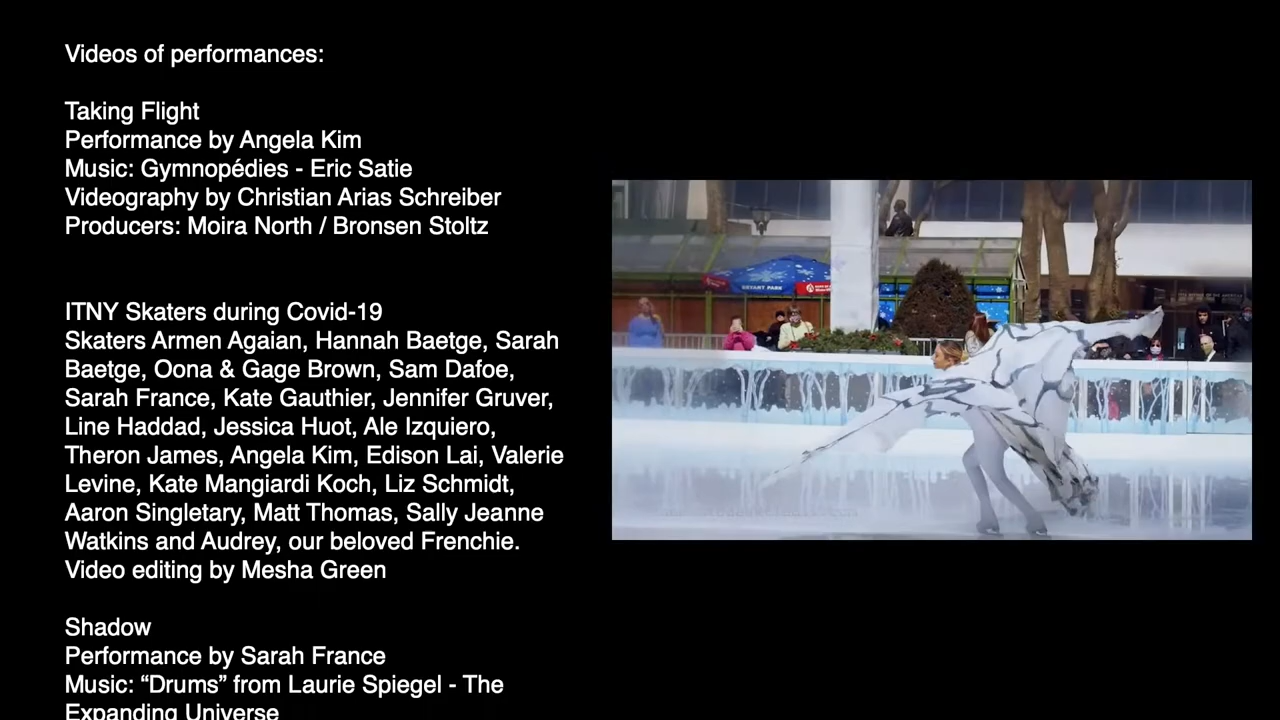 Videos of performances:
Taking Flight
Performance by Angela Kim
Music: Gymnopédies - Eric Satie
Videography by Christian Arias Schreiber
Producers: Moira North / Bronsen Stoltz
ITNY Skaters during Covid-19
Skaters Armen Agaian, Hannah Baetge, Sarah
Baetge, Oona & Gage Brown, Sam Dafoe,
Sarah France, Kate Gauthier, Jennifer Gruver,
Line Haddad, Jessica Huot, Ale Izquiero,
Theron James, Angela Kim, Edison Lai, Valerie
Levine, Kate Mangiardi Koch, Liz Schmidt,
Aaron Singletary, Matt Thomas, Sally Jeanne
Watkins and Audrey, our beloved Frenchie.
Video editing by Mesha Green
Shadow
Performance by Sarah France
Music: “Drums” from Laurie Spiegel - The
Expanding Universe
BRYANT PARK